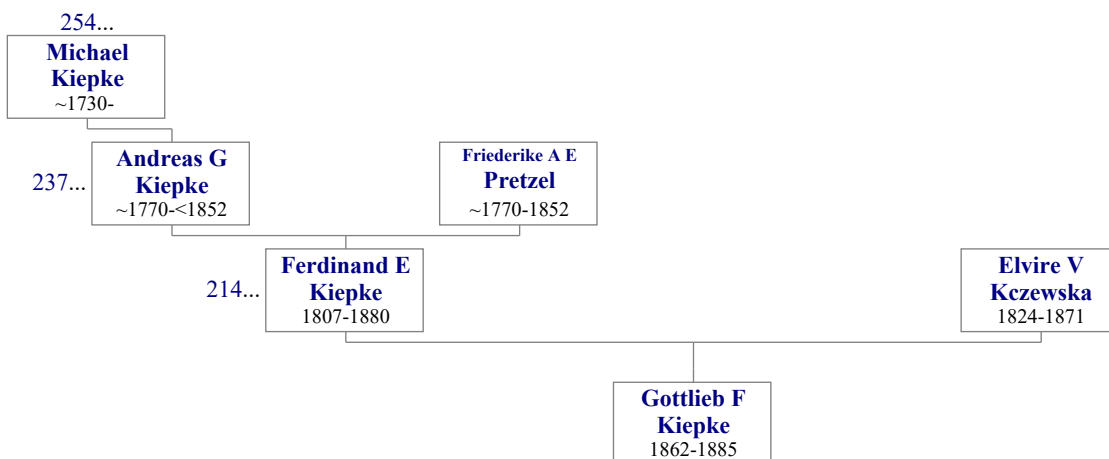 254...
Michael
Kiepke
~1730-
237...
Andreas G
Kiepke
~1770-<1852
Friederike A E
Pretzel
~1770-1852
214...
Ferdinand E
Kiepke
1807-1880
Elvire V
Kczewska
1824-1871
Gottlieb F
Kiepke
1862-1885